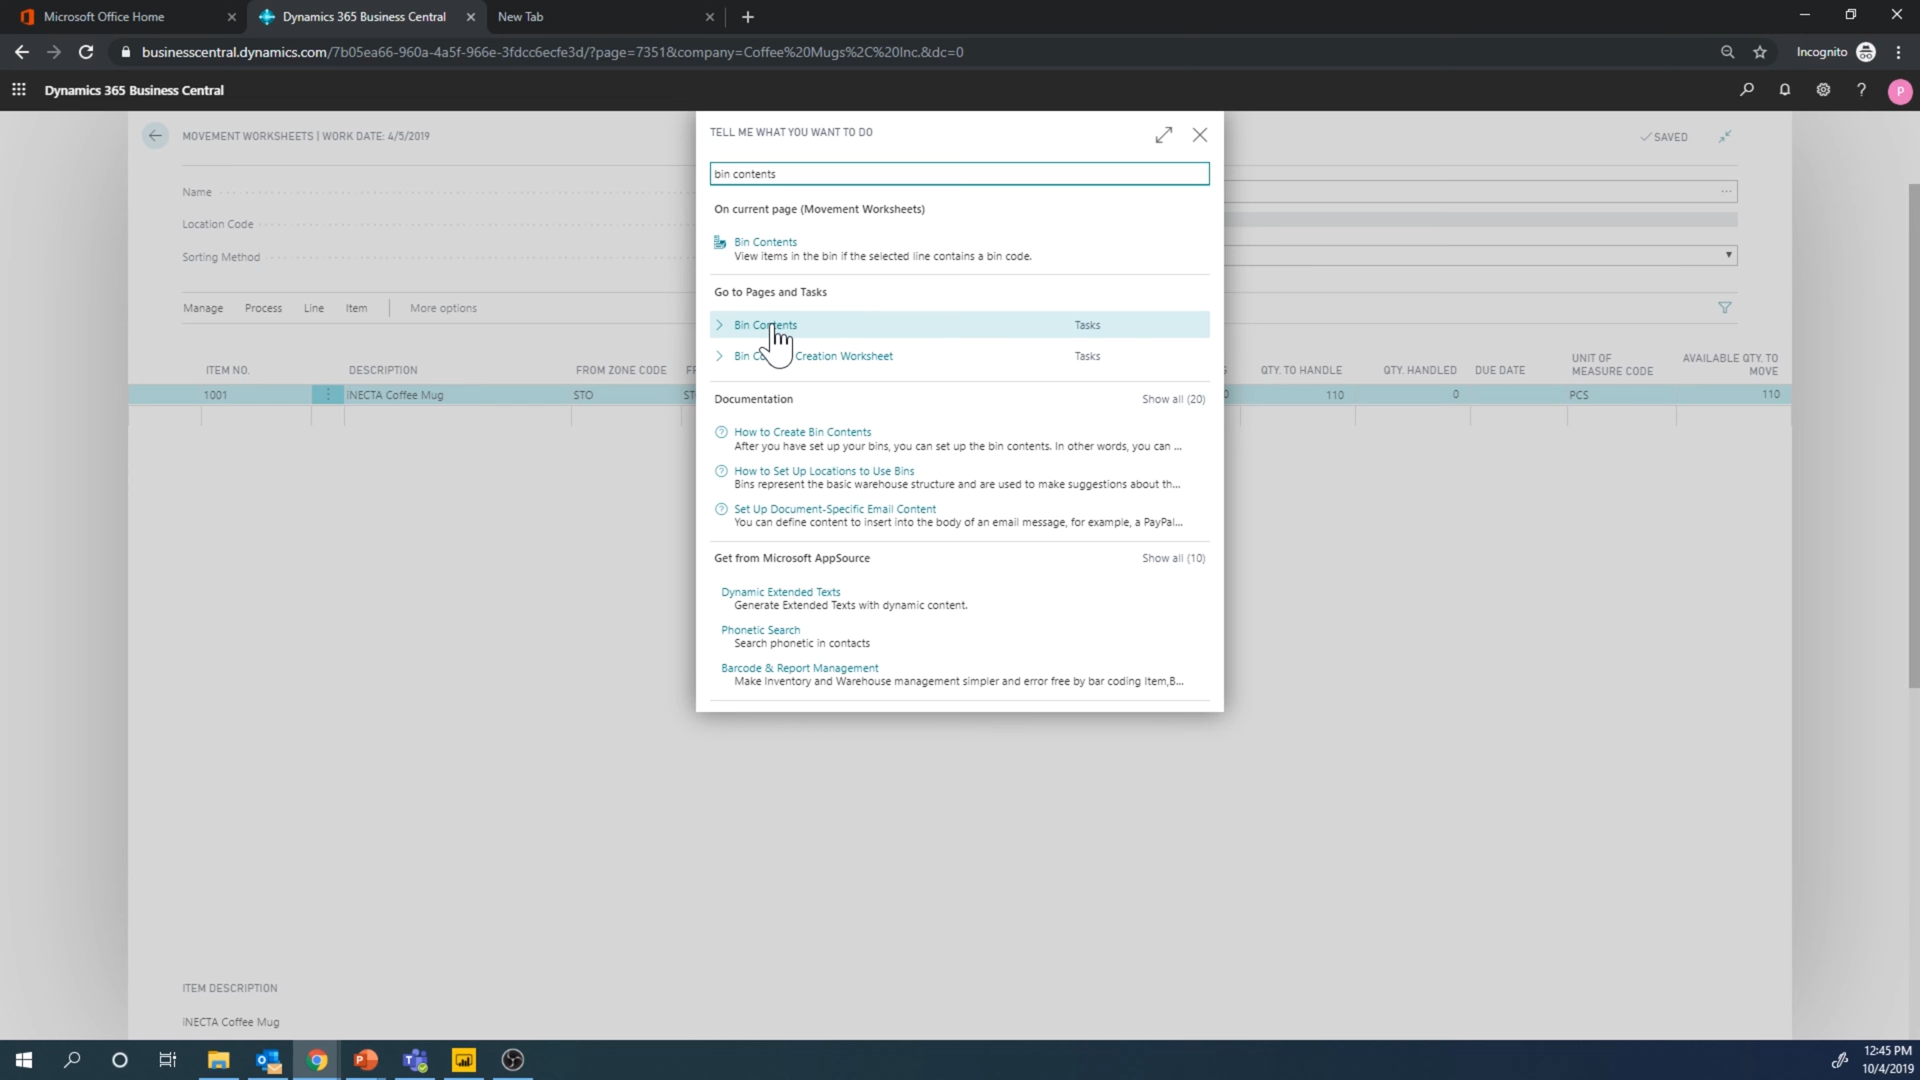 Microsoft Office Home
Dynamics 365 Business Central
New Tab
businesscentral.dynamics.com/7b05ea66-960a-4a5f-966e-3fdcc6ecfe3d/?page=7351&company=Coffee%20Mugs%2C%20Inc.&dc=0
Incognito
Dynamics 365 Business Central
P
MOVEMENT WORKSHEETS | WORK DATE: 4/5/2019
SAVED
Name
Location Code
Sorting Method
Manage Process Line Item More options
TELL ME WHAT YOU WANT TO DO
bin contents
On current page (Movement Worksheets)
Bin Contents
View items in the bin if the selected line contains a bin code.
Go to Pages and Tasks
Bin Contents Tasks
Creation Worksheet Tasks
Documentation Show all (20)
How to Create Bin Contents
After you have set up your bins, you can set up the bin contents. In other words, you can ...
How to Set Up Locations to Use Bins
Bins represent the basic warehouse structure and are used to make suggestions about th...
Set Up Document-Specific Email Content
You can define content to insert into the body of an email message, for example, a PayPal...
Get from Microsoft AppSource Show all (10)
Dynamic Extended Texts
Generate Extended Texts with dynamic content.
Phonetic Search
Search phonetic in contacts
Barcode & Report Management
Make Inventory and Warehouse management simpler and error free by bar coding Item,B...
ITEM NO. DESCRIPTION FROM ZONE CODE QTY. TO HANDLE QTY. HANDLED DUE DATE UNIT OF MEASURE CODE AVAILABLE QTY. TO MOVE
1001 iNECTA Coffee Mug STO 110 0 PCS 110
ITEM DESCRIPTION
iNECTA Coffee Mug
12:45 PM
10/4/2019